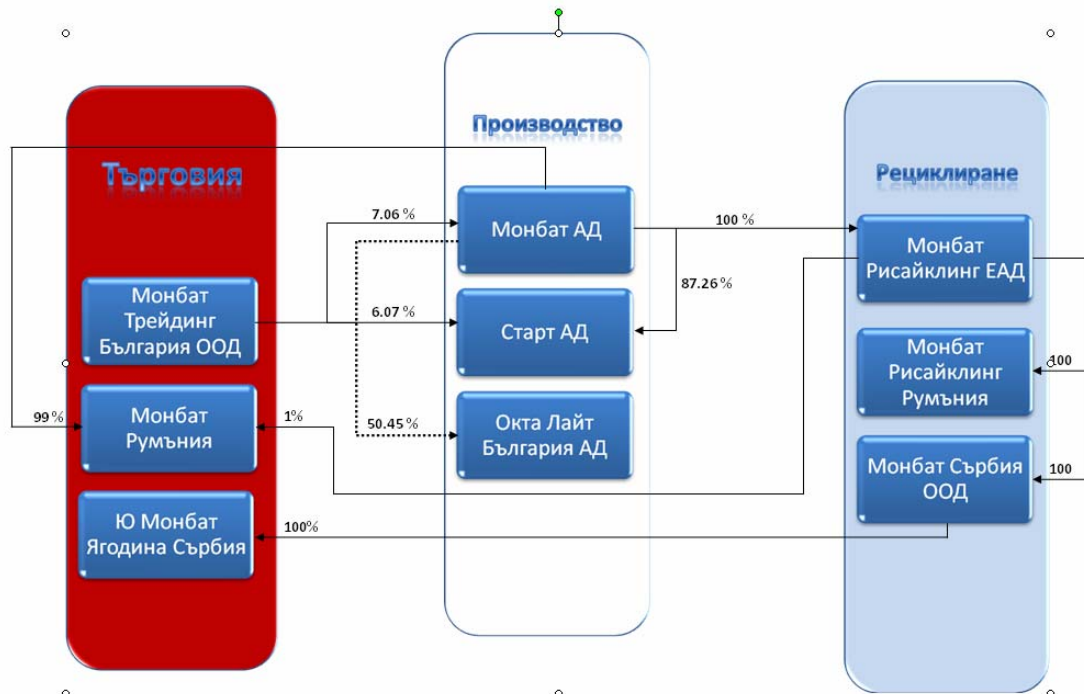 Търговия
Монбат
Трейдинг
България ООД
Монбат
Румъния
Ю Монбат
Ягодина Сърбия
99 %
1%
100%
7.06 %
6.07 %
50.45 %
Производство
Монбат АД
Старт АД
Окта Лайт
България АД
100 %
87.26 %
Рециклиране
Монбат
Рисайклинг ЕАД
Монбат
Рисайклинг
Румъния
Монбат Сърбия
ООД
100
100